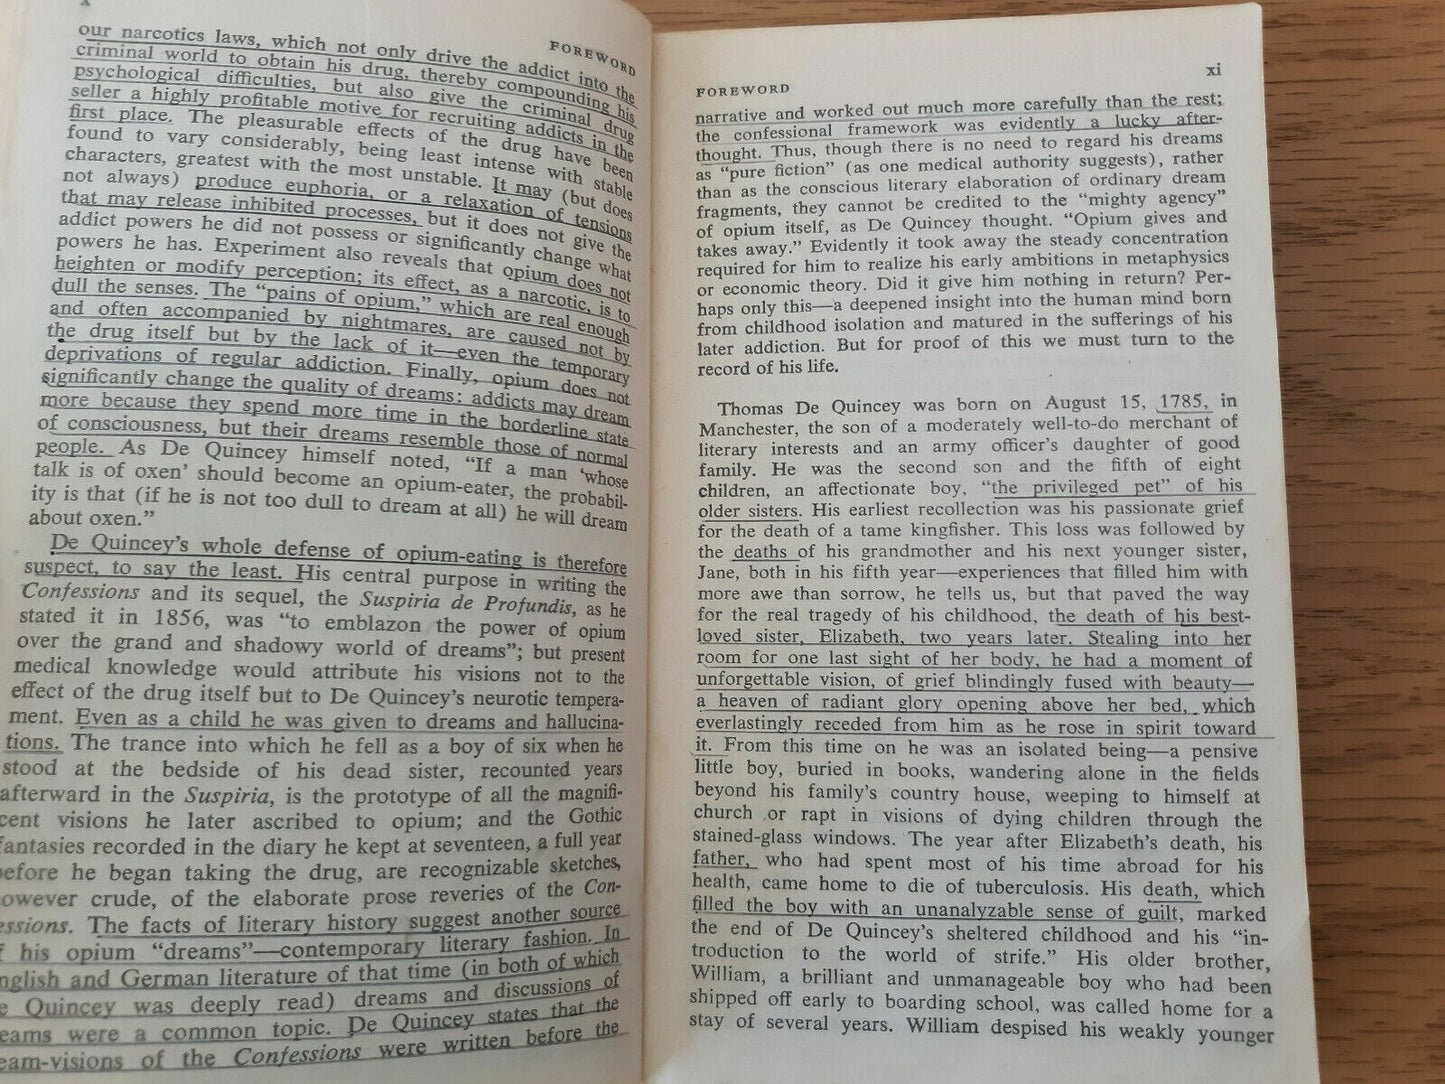 x
FOREWORD
our narcotics laws, which not only drive the addict into the
criminal world to obtain his drug, thereby compounding his
psychological difficulties, but also give the criminal drug
seller a highly profitable motive for recruiting addicts in the
first place. The pleasurable effects of the drug have been
found to vary considerably, being least intense with stable
characters, greatest with the most unstable. It may (but does
not always) produce euphoria, or a relaxation of tensions
that may release inhibited processes, but it does not give the
addict powers he did not possess or significantly change what
powers he has. Experiment also reveals that opium does not
heighten or modify perception; its effect, as a narcotic, is to
dull the senses. The “pains of opium,” which are real enough
and often accompanied by nightmares, are caused not by
the drug itself but by the lack of it—even the temporary
deprivations of regular addiction. Finally, opium does not
significantly change the quality of dreams: addicts may dream
more because they spend more time in the borderline state
of consciousness, but their dreams resemble those of normal
people. As De Quincey himself noted, “If a man ‘whose
talk is of oxen’ should become an opium-eater, the probabil-
ity is that (if he is not too dull to dream at all) he will dream
about oxen.”
De Quincey’s whole defense of opium-eating is therefore
suspect, to say the least. His central purpose in writing the
Confessions and its sequel, the Suspiria de Profundis, as he
stated it in 1856, was “to emblazon the power of opium
over the grand and shadowy world of dreams”; but present
medical knowledge would attribute his visions not to the
effect of the drug itself but to De Quincey’s neurotic tempera-
ment. Even as a child he was given to dreams and hallucina-
tions. The trance into which he fell as a boy of six when he
stood at the bedside of his dead sister, recounted years
afterward in the Suspiria, is the prototype of all the magnifi-
cent visions he later ascribed to opium; and the Gothic
fantasies recorded in the diary he kept at seventeen, a full year
before he began taking the drug, are recognizable sketches,
owever crude, of the elaborate prose reveries of the Con-
essions. The facts of literary history suggest another source
f his opium “dreams”—contemporary literary fashion. In
nglish and German literature of that time (in both of which
e Quincey was deeply read) dreams and discussions of
reams were a common topic. De Quincey states that the
eam-visions of the Confessions were written before the
FOREWORD
xi
narrative and worked out much more carefully than the rest;
the confessional framework was evidently a lucky after-
thought. Thus, though there is no need to regard his dreams
as “pure fiction” (as one medical authority suggests), rather
than as the conscious literary elaboration of ordinary dream
fragments, they cannot be credited to the “mighty agency”
of opium itself, as De Quincey thought. “Opium gives and
takes away.” Evidently it took away the steady concentration
required for him to realize his early ambitions in metaphysics
or economic theory. Did it give him nothing in return? Per-
haps only this—a deepened insight into the human mind born
from childhood isolation and matured in the sufferings of his
later addiction. But for proof of this we must turn to the
record of his life.
Thomas De Quincey was born on August 15, 1785, in
Manchester, the son of a moderately well-to-do merchant of
literary interests and an army officer’s daughter of good
family. He was the second son and the fifth of eight
children, an affectionate boy, “the privileged pet” of his
older sisters. His earliest recollection was his passionate grief
for the death of a tame kingfisher. This loss was followed by
the deaths of his grandmother and his next younger sister,
Jane, both in his fifth year—experiences that filled him with
more awe than sorrow, he tells us, but that paved the way
for the real tragedy of his childhood, the death of his best-
loved sister, Elizabeth, two years later. Stealing into her
room for one last sight of her body, he had a moment of
unforgettable vision, of grief blindingly fused with beauty—
a heaven of radiant glory opening above her bed, which
everlastingly receded from him as he rose in spirit toward
it. From this time on he was an isolated being—a pensive
little boy, buried in books, wandering alone in the fields
beyond his family’s country house, weeping to himself at
church or rapt in visions of dying children through the
stained-glass windows. The year after Elizabeth’s death, his
father, who had spent most of his time abroad for his
health, came home to die of tuberculosis. His death, which
filled the boy with an unanalyzable sense of guilt, marked
the end of De Quincey’s sheltered childhood and his “in-
troduction to the world of strife.” His older brother,
William, a brilliant and unmanageable boy who had been
shipped off early to boarding school, was called home for a
stay of several years. William despised his weakly younger